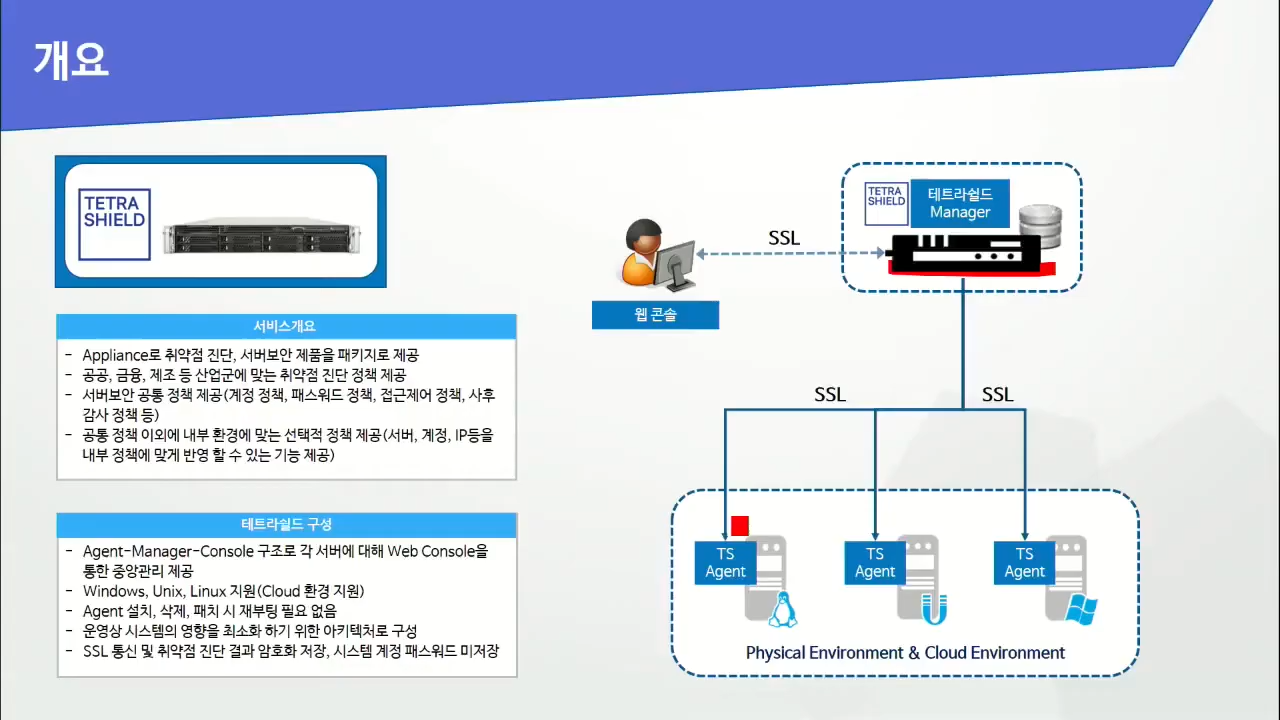 개요
TETRA
SHIELD
서비스개요
- Appliance로 취약점 진단, 서버보안 제품을 패키지로 제공
- 공공, 금융, 제조 등 산업군에 맞는 취약점 진단 정책 제공
- 서버보안 공통 정책 제공(계정 정책, 패스워드 정책, 접근제어 정책, 사후
감사 정책 등)
- 공통 정책 이외에 내부 환경에 맞는 선택적 정책 제공(서버, 계정, IP등을
내부 정책에 맞게 반영 할 수 있는 기능 제공)
테트라쉴드 구성
- Agent-Manager-Console 구조로 각 서버에 대해 Web Console을
통한 중앙관리 제공
- Windows, Unix, Linux 지원(Cloud 환경 지원)
- Agent 설치, 삭제, 패치 시 재부팅 필요 없음
- 운영상 시스템의 영향을 최소화 하기 위한 아키텍처로 구성
- SSL 통신 및 취약점 진단 결과 암호화 저장, 시스템 계정 패스워드 미저장
TETRA
SHIELD
테트라쉴드
Manager
SSL
웹 콘솔
SSL
SSL
TS
Agent
TS
Agent
TS
Agent
Physical Environment & Cloud Environment